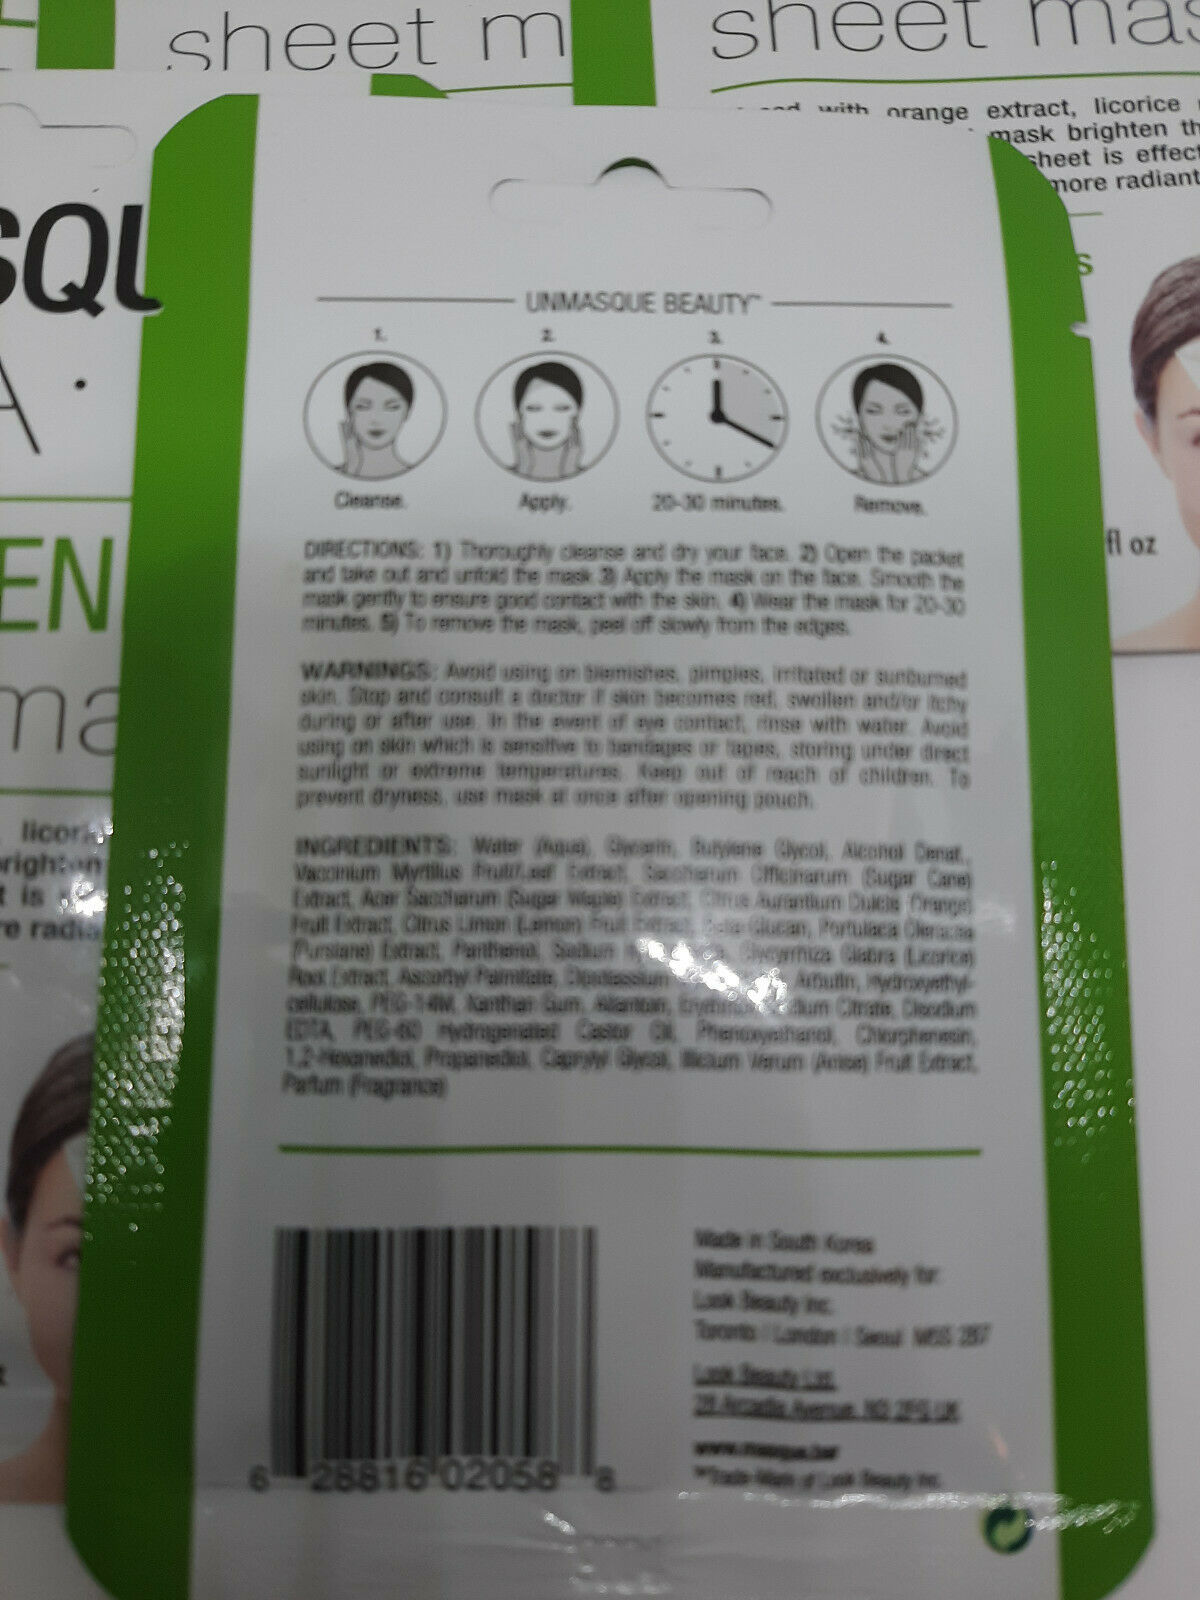 sheet m
sheet mas
with orange extract, licorice
mask brighten th
sheet is effect
more radiant
SQU
A •
EN
ma
licori
brighten
t is
re radia
fl oz
UNMASQUE BEAUTY™
1. 2. 3. 4.
Cleanse. Apply. 20-30 minutes. Remove.
DIRECTIONS: 1) Thoroughly cleanse and dry your face. 2) Open the packet
and take out and unfold the mask 3) Apply the mask on the face. Smooth the
mask gently to ensure good contact with the skin. 4) Wear the mask for 20-30
minutes. 5) To remove the mask, peel off slowly from the edges.
WARNINGS: Avoid using on blemishes, pimples, irritated or sunburned
skin. Stop and consult a doctor if skin becomes red, swollen and/or itchy
during or after use. In the event of eye contact, rinse with water. Avoid
using on skin which is sensitive to bandages or tapes, storing under direct
sunlight or extreme temperatures. Keep out of reach of children. To
prevent dryness, use mask at once after opening pouch.
INGREDIENTS: Water (Aqua), Glycerin, Butylene Glycol, Alcohol Denat.,
Vaccinium Myrtillus Fruit/Leaf Extract, Saccharum Officinarum (Sugar Cane)
Extract, Acer Saccharum (Sugar Maple) Extract, Citrus Aurantium Dulcis (Orange)
Fruit Extract, Citrus Limon (Lemon) Fruit Extract, Beta-Glucan, Portulaca Oleracea
(Purslane) Extract, Panthenol, Sodium Glycyrrhiza Glabra (Licorice)
Root Extract, Ascorbyl Palmitate, Dipotassium Arbutin, Hydroxyethyl-
cellulose, PEG-14M, Xanthan Gum, Allantoin, Citrate, Disodium
EDTA, PEG-60 Hydrogenated Castor Oil, Phenoxyethanol, Chlorphenesin,
1,2-Hexanediol, Propanediol, Caprylyl Glycol, Illicium Verum (Anise) Fruit Extract,
Parfum (Fragrance)
Made in South Korea
Manufactured exclusively for:
Look Beauty Inc.
Toronto | London | Seoul M5S 2B7
Look Beauty Ltd.
28 Arcadia Avenue, N3 2FG UK
www.masque.bar
™Trade-Mark of Look Beauty Inc.
6 28816 02058 8